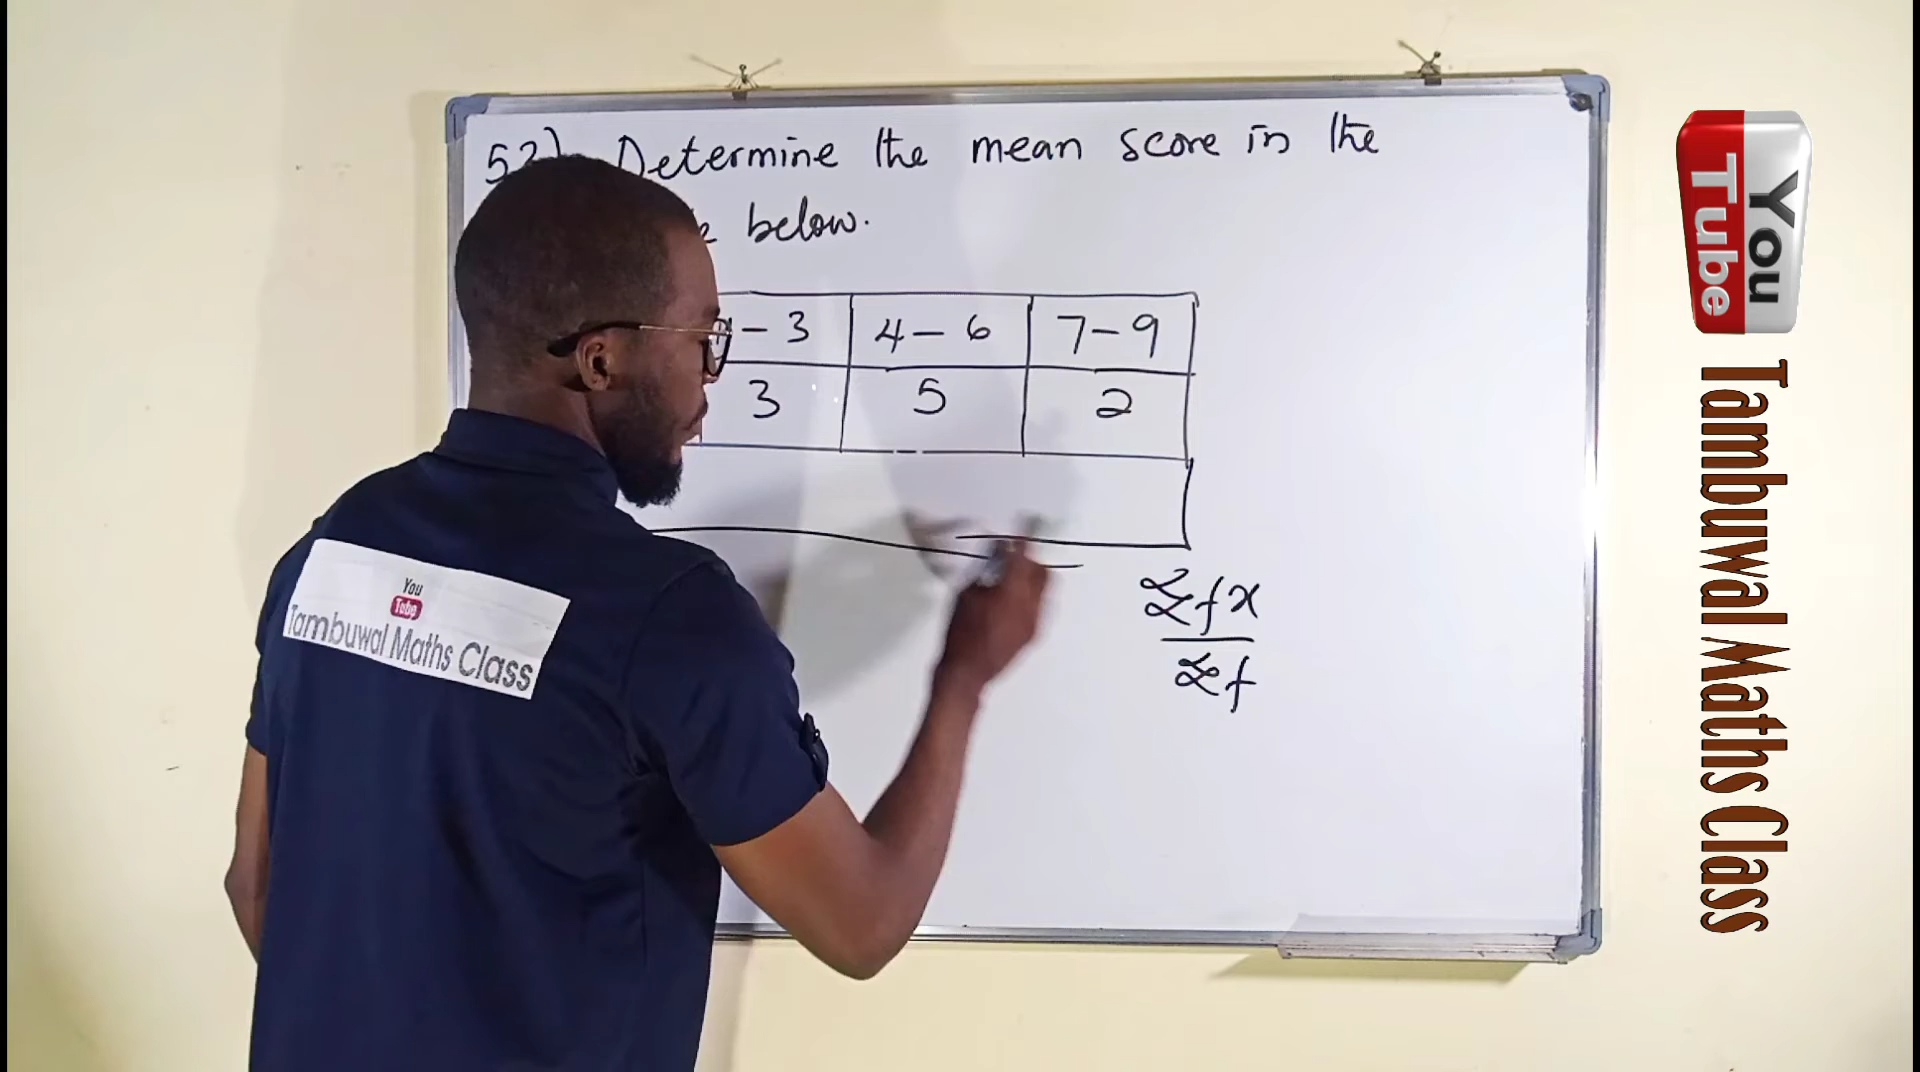 Determine the mean score in the
below.
– 3 4 – 6 7 – 9
3 5 2
Σfx
Σf
You
Tube
Tambuwal Maths Class
You
Tube
Tambuwal Maths Class